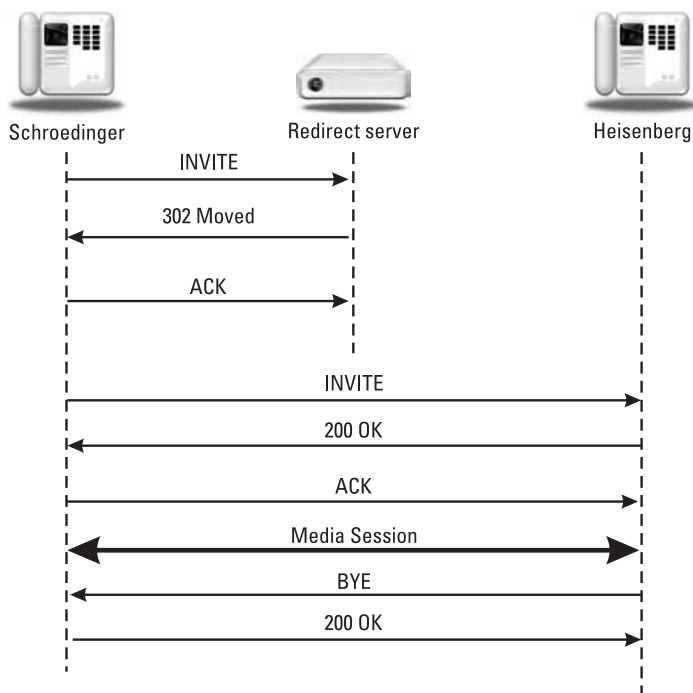 Schroedinger
Redirect server
Heisenberg
INVITE
302 Moved
ACK
INVITE
200 OK
ACK
Media Session
BYE
200 OK